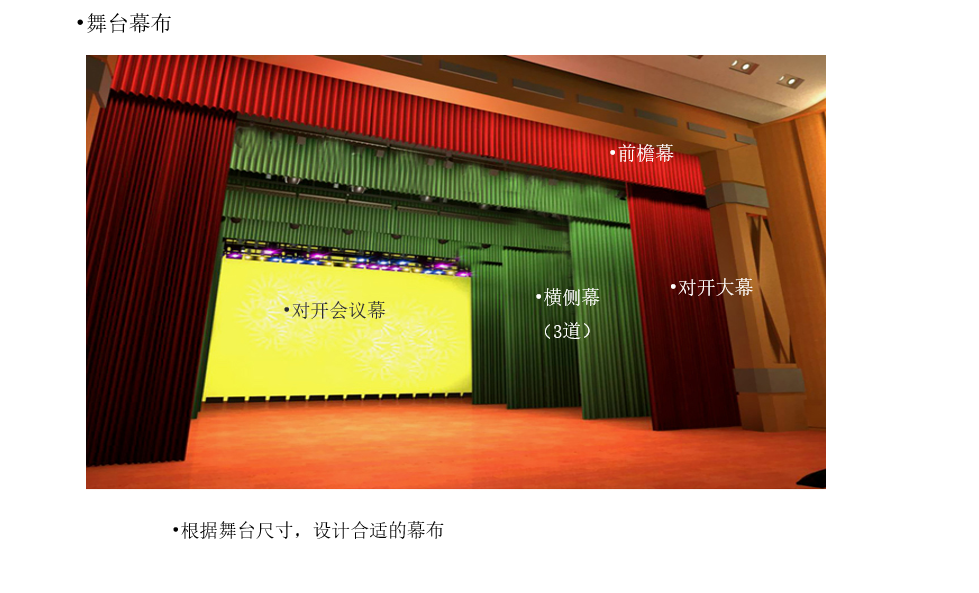 •舞台幕布
•前檐幕
•对开大幕
•横侧幕
（3道）
•对开会议幕
•根据舞台尺寸，设计合适的幕布